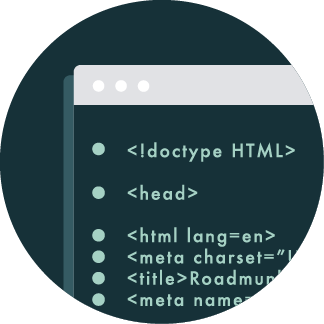 <!doctype HTML>
<head>
<html lang=en>
<meta charset="
<title>Roadmun
<meta name=